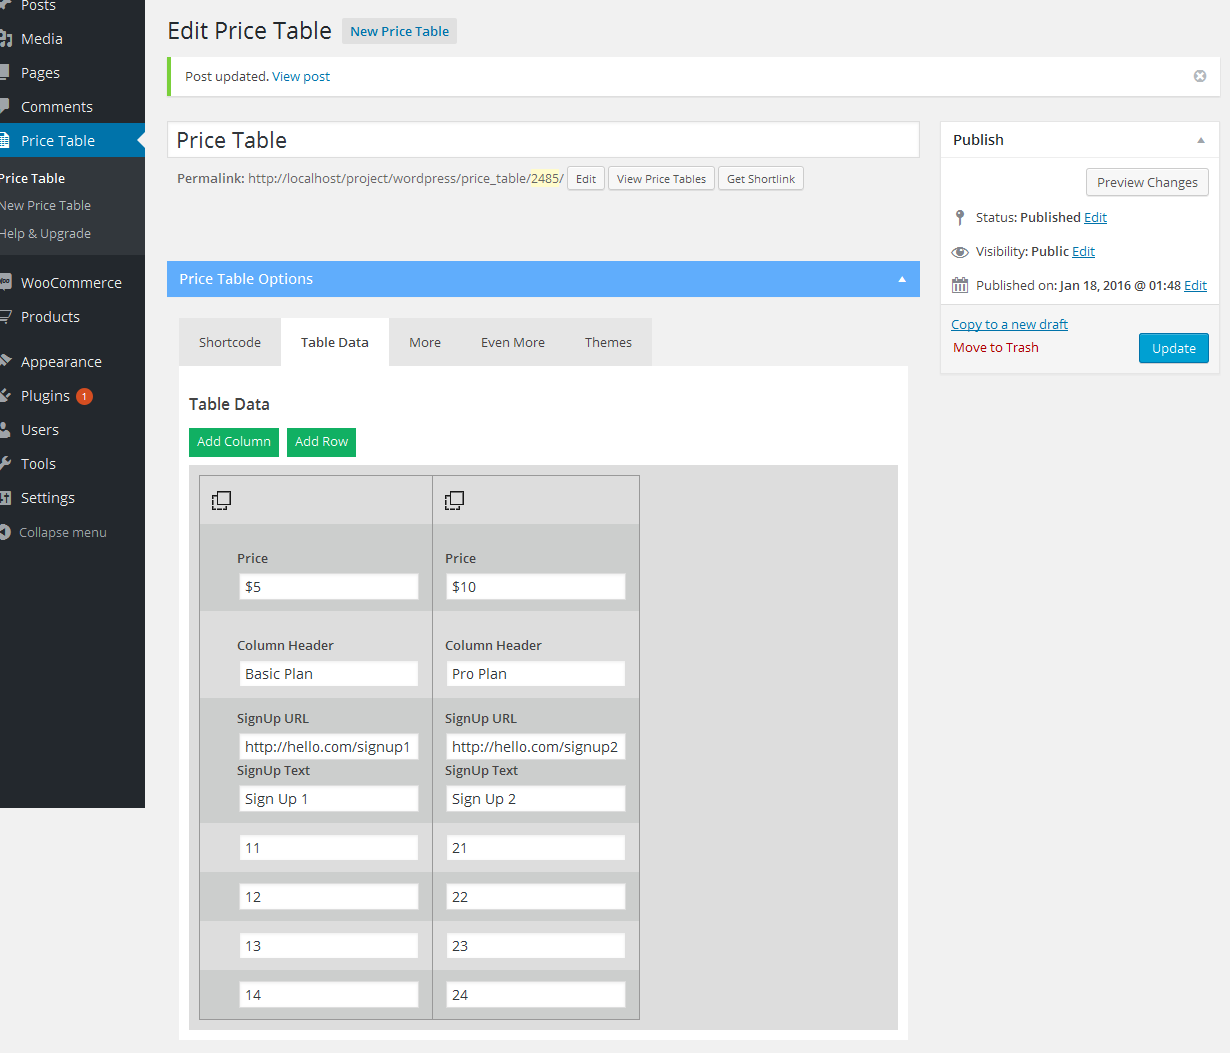 Posts
Media
Pages
Comments
Price Table
Price Table
New Price Table
Help & Upgrade
WooCommerce
Products
Appearance
Plugins 1
Users
Tools
Settings
Collapse menu
Edit Price Table New Price Table
Post updated. View post
Price Table
Permalink: http://localhost/project/wordpress/price_table/2485/ Edit View Price Tables Get Shortlink
Price Table Options
Shortcode Table Data More Even More Themes
Table Data
Add Column Add Row
Price Price
$5 $10
Column Header Column Header
Basic Plan Pro Plan
SignUp URL SignUp URL
http://hello.com/signup1 http://hello.com/signup2
SignUp Text SignUp Text
Sign Up 1 Sign Up 2
11 21
12 22
13 23
14 24
Publish
Preview Changes
Status: Published Edit
Visibility: Public Edit
Published on: Jan 18, 2016 @ 01:48 Edit
Copy to a new draft
Move to Trash Update